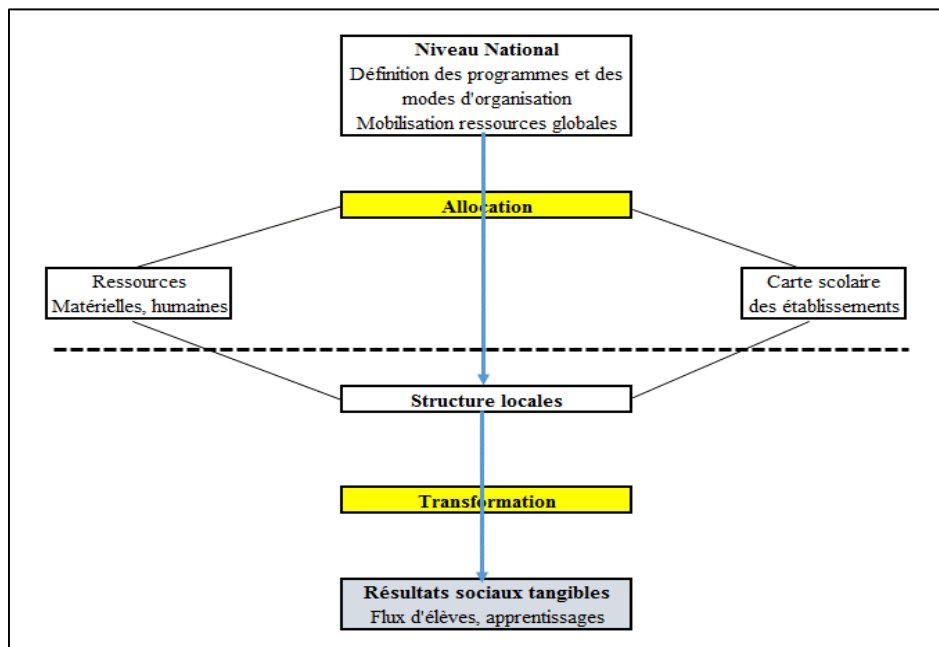 Niveau National
Définition des programmes et des
modes d'organisation
Mobilisation ressources globales
Allocation
Ressources
Matérielles, humaines
Carte scolaire
des établissements
Structure locales
Transformation
Résultats sociaux tangibles
Flux d'élèves, apprentissages